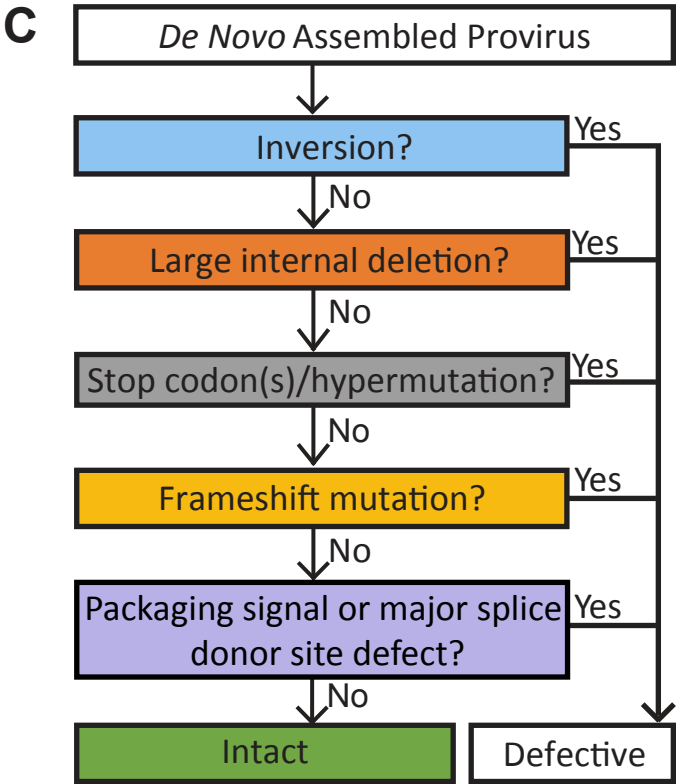 C
De Novo Assembled Provirus
Inversion?
Yes
No
Large internal deletion?
Yes
No
Stop codon(s)/hypermutation?
Yes
No
Frameshift mutation?
Yes
No
Packaging signal or major splice
donor site defect?
Yes
No
Intact
Defective